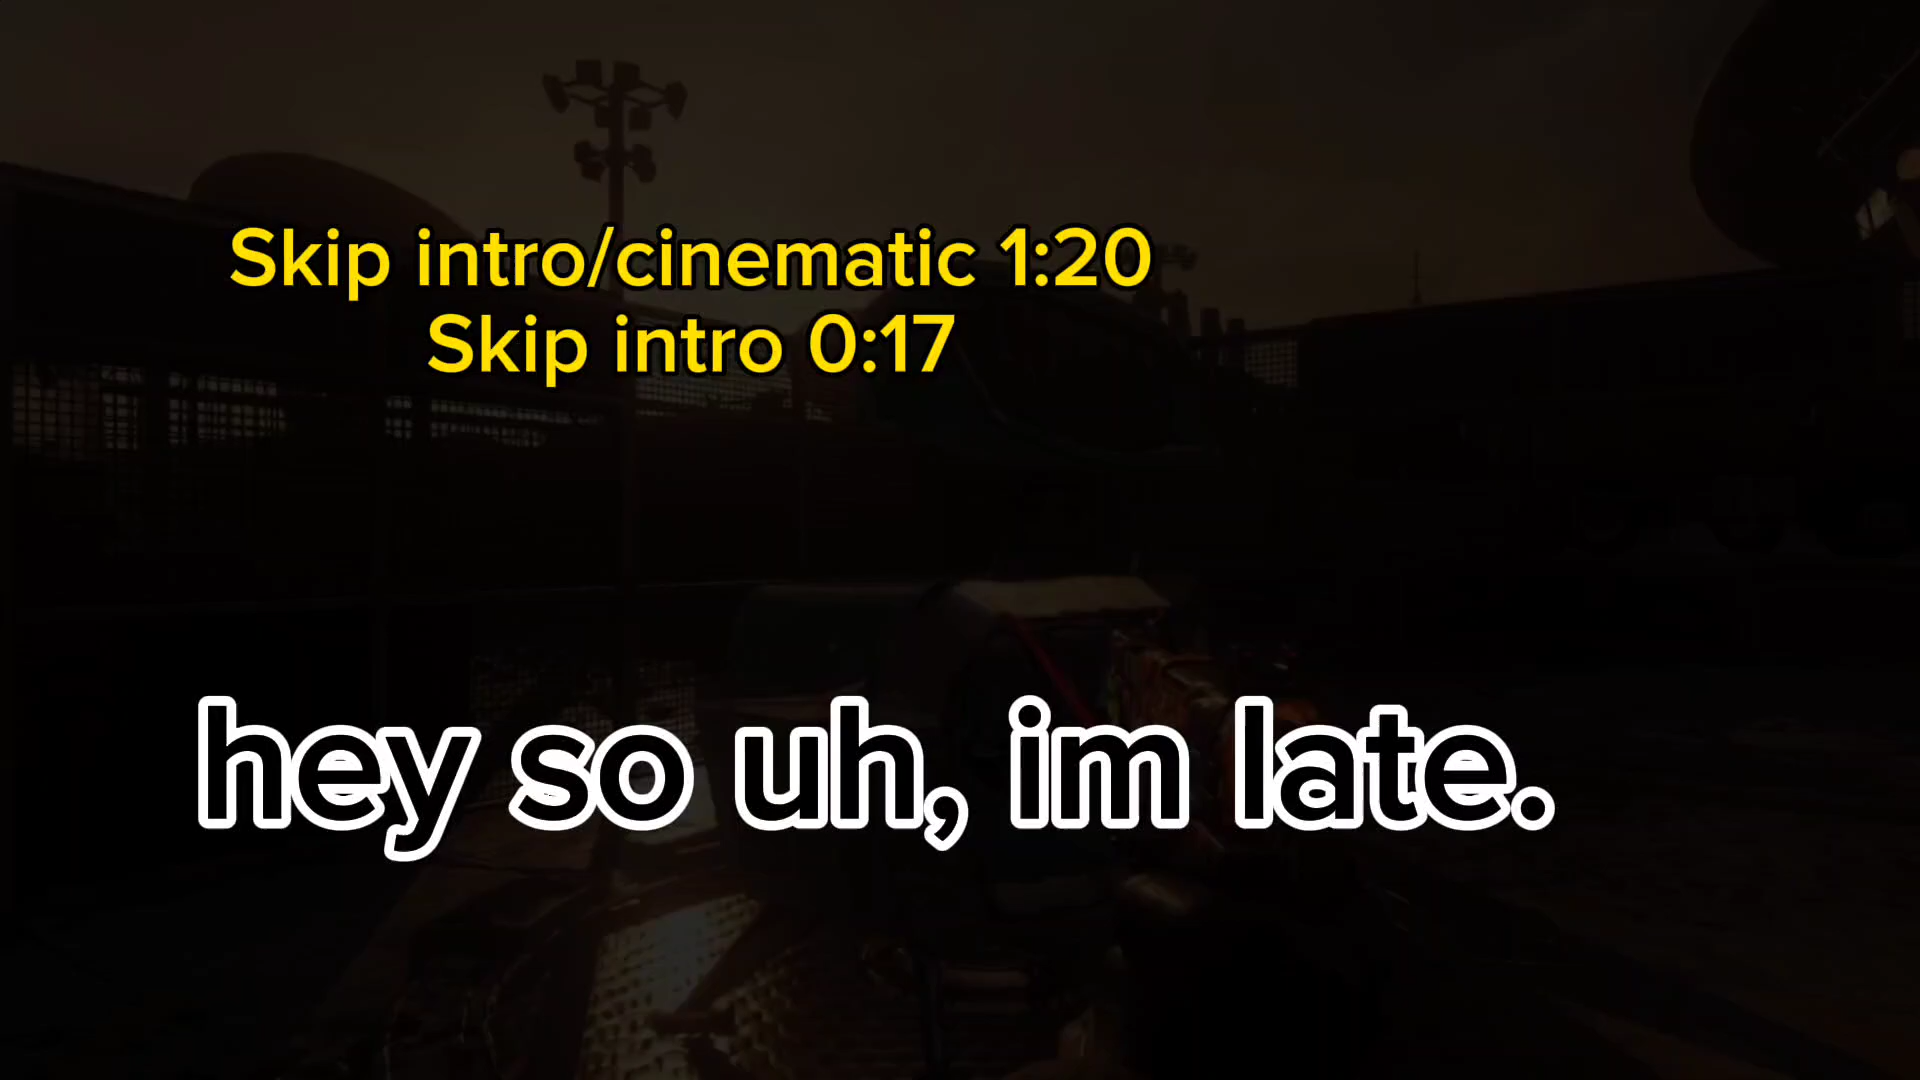 Skip intro/cinematic 1:20
Skip intro 0:17
hey so uh, im late.